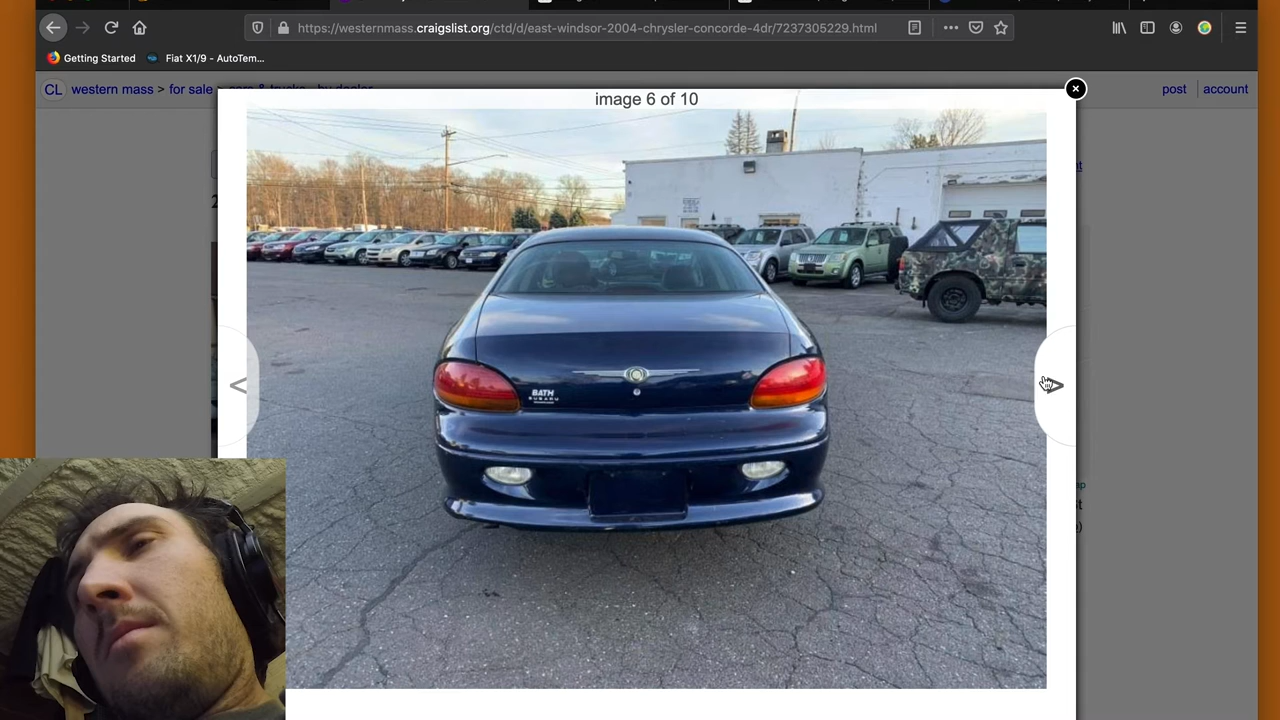 https://westernmass.craigslist.org/ctd/d/east-windsor-2004-chrysler-concorde-4dr/7237305229.html
Getting Started
Fiat X1/9 - AutoTem...
CL western mass > for sale >
post account
image 6 of 10
BATH
SUBARU
<
>